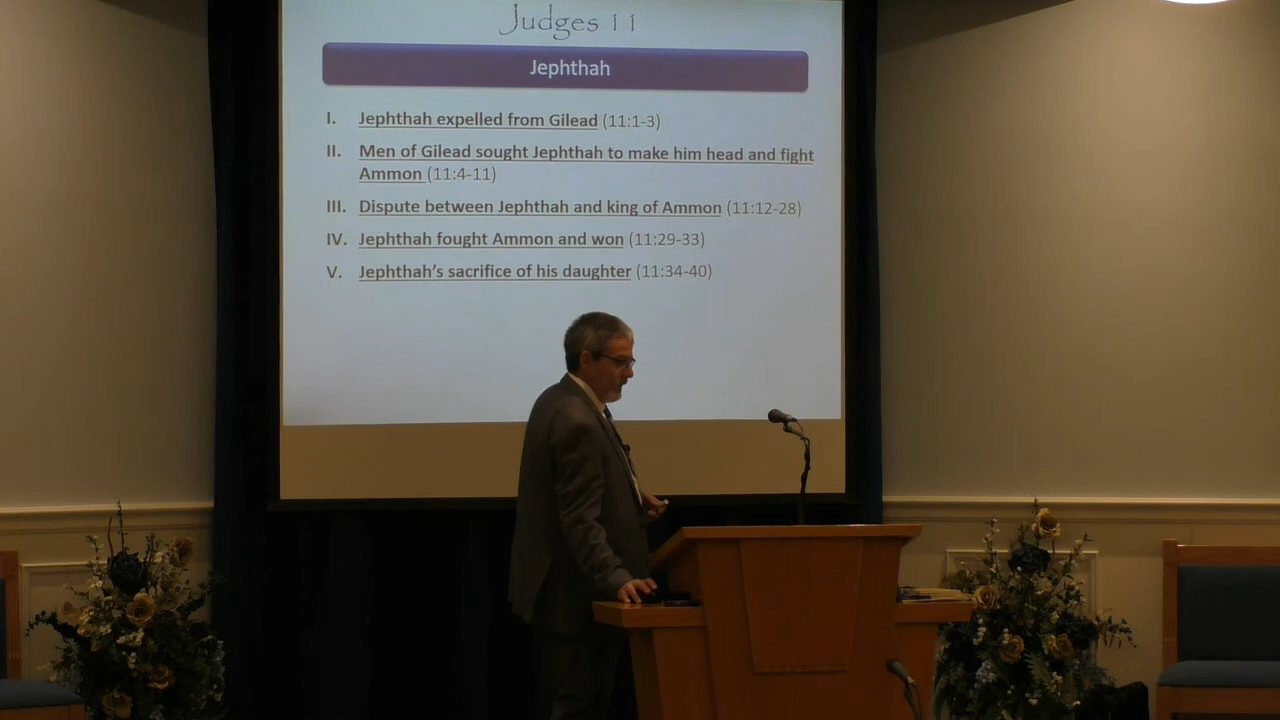 Judges 11
Jephthah
I. Jephthah expelled from Gilead (11:1-3)
II. Men of Gilead sought Jephthah to make him head and fight
Ammon (11:4-11)
III. Dispute between Jephthah and king of Ammon (11:12-28)
IV. Jephthah fought Ammon and won (11:29-33)
V. Jephthah’s sacrifice of his daughter (11:34-40)